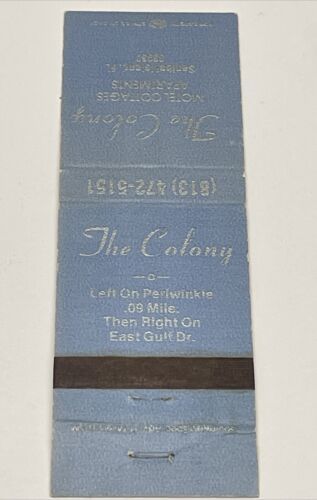 The Colony
MOTEL COTTAGES
APARTMENTS
Sanibel Island, FL
33957
(813) 472-5151
The Colony
Left On Periwinkle
.09 Mile.
Then Right On
East Gulf Dr.